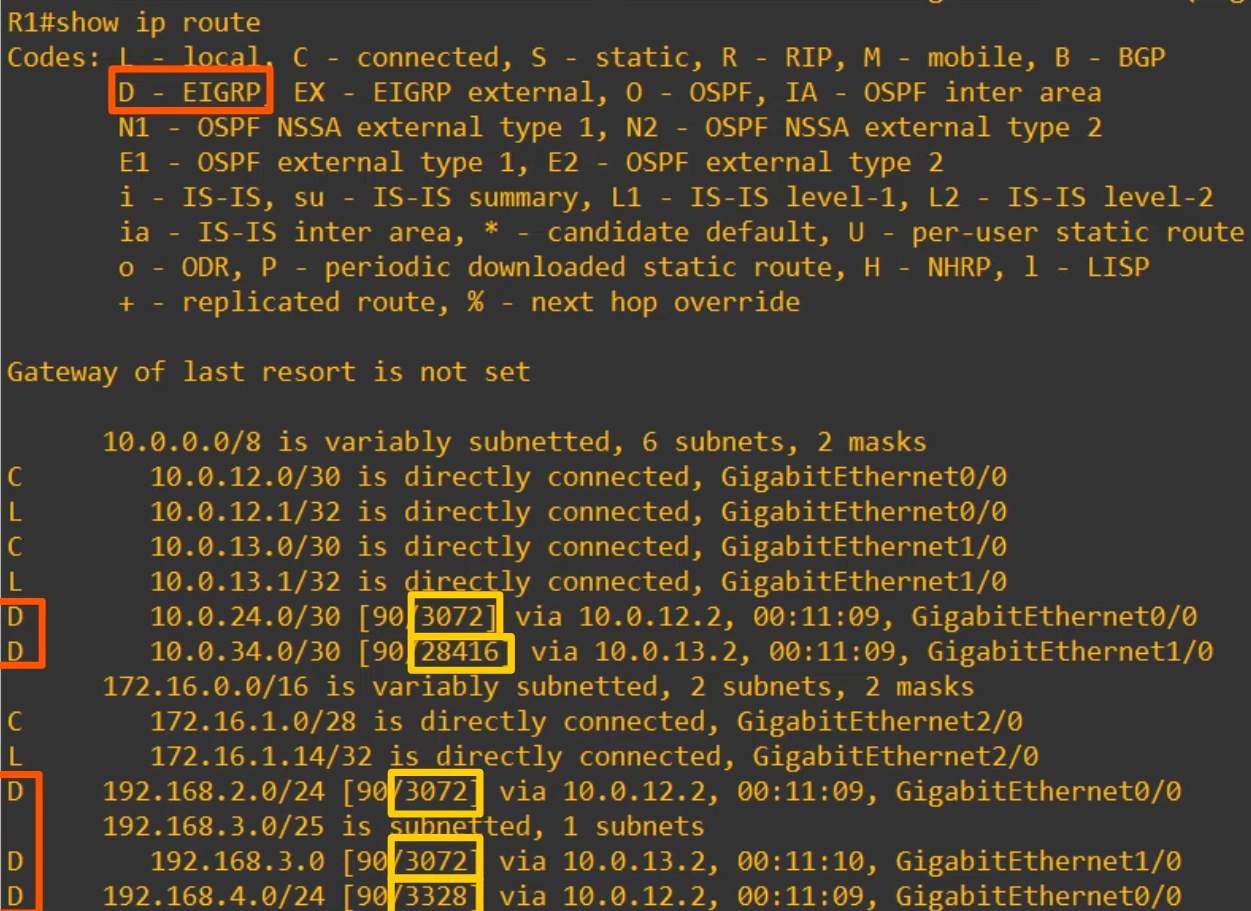 R1#show ip route
Codes: L - local, C - connected, S - static, R - RIP, M - mobile, B - BGP
D - EIGRP, EX - EIGRP external, O - OSPF, IA - OSPF inter area
N1 - OSPF NSSA external type 1, N2 - OSPF NSSA external type 2
E1 - OSPF external type 1, E2 - OSPF external type 2
i - IS-IS, su - IS-IS summary, L1 - IS-IS level-1, L2 - IS-IS level-2
ia - IS-IS inter area, * - candidate default, U - per-user static route
o - ODR, P - periodic downloaded static route, H - NHRP, l - LISP
+ - replicated route, % - next hop override
Gateway of last resort is not set
10.0.0.0/8 is variably subnetted, 6 subnets, 2 masks
C 10.0.12.0/30 is directly connected, GigabitEthernet0/0
L 10.0.12.1/32 is directly connected, GigabitEthernet0/0
C 10.0.13.0/30 is directly connected, GigabitEthernet1/0
L 10.0.13.1/32 is directly connected, GigabitEthernet1/0
D 10.0.24.0/30 [90/3072] via 10.0.12.2, 00:11:09, GigabitEthernet0/0
D 10.0.34.0/30 [90/28416] via 10.0.13.2, 00:11:09, GigabitEthernet1/0
172.16.0.0/16 is variably subnetted, 2 subnets, 2 masks
C 172.16.1.0/28 is directly connected, GigabitEthernet2/0
L 172.16.1.14/32 is directly connected, GigabitEthernet2/0
D 192.168.2.0/24 [90/3072] via 10.0.12.2, 00:11:09, GigabitEthernet0/0
192.168.3.0/25 is subnetted, 1 subnets
D 192.168.3.0 [90/3072] via 10.0.13.2, 00:11:10, GigabitEthernet1/0
D 192.168.4.0/24 [90/3328] via 10.0.12.2, 00:11:09, GigabitEthernet0/0